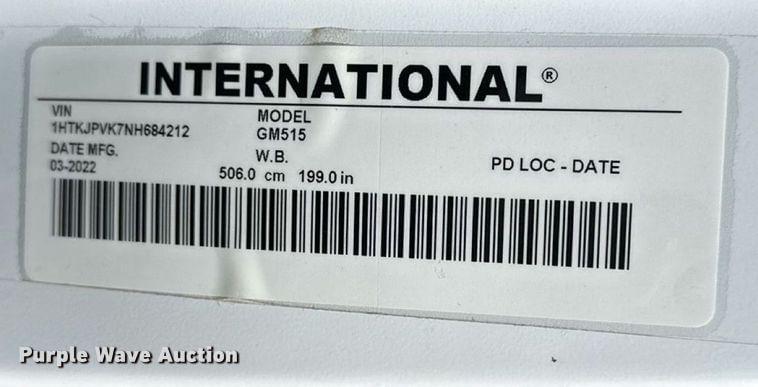 INTERNATIONAL®
VIN
1HTKJPVK7NH684212
MODEL
GM515
DATE MFG.
03-2022
W.B.
506.0 cm 199.0 in
PD LOC - DATE
Purple Wave Auction